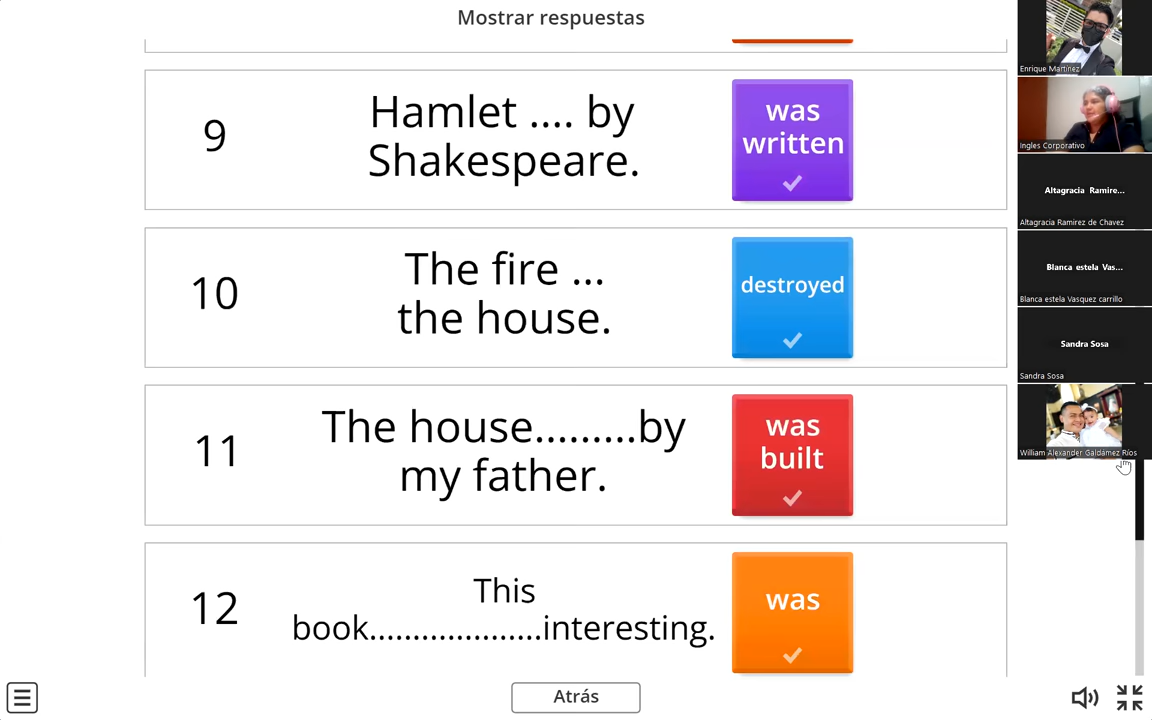 Mostrar respuestas
9
Hamlet .... by
Shakespeare.
was
written
10
The fire ...
the house.
destroyed
11
The house.........by
my father.
was
built
12
This
book....................interesting.
was
Atrás
Enrique Martinez
Ingles Corporativo
Altagracia Ramire...
Altagracia Ramirez de Chavez
Blanca estela Vas...
Blanca estela Vasquez carrillo
Sandra Sosa
Sandra Sosa
William Alexander Galdámez Ríos